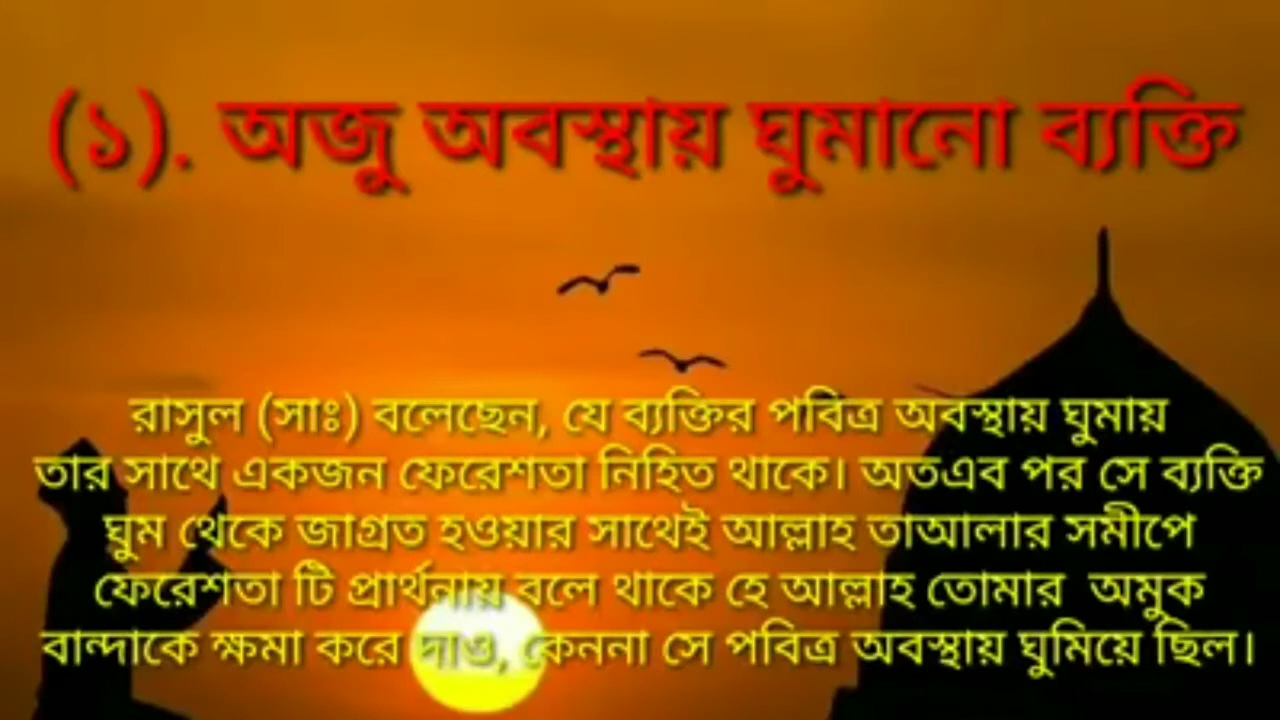 (১). অজু অবস্থায় ঘুমানো ব্যক্তি
রাসুল (সাঃ) বলেছেন, যে ব্যক্তির পবিত্র অবস্থায় ঘুমায়
তার সাথে একজন ফেরেশতা নিহিত থাকে। অতএব পর সে ব্যক্তি
ঘুম থেকে জাগ্রত হওয়ার সাথেই আল্লাহ তাআলার সমীপে
ফেরেশতা টি প্রার্থনায় বলে থাকে হে আল্লাহ তোমার অমুক
বান্দাকে ক্ষমা করে দাও, কেননা সে পবিত্র অবস্থায় ঘুমিয়ে ছিল।